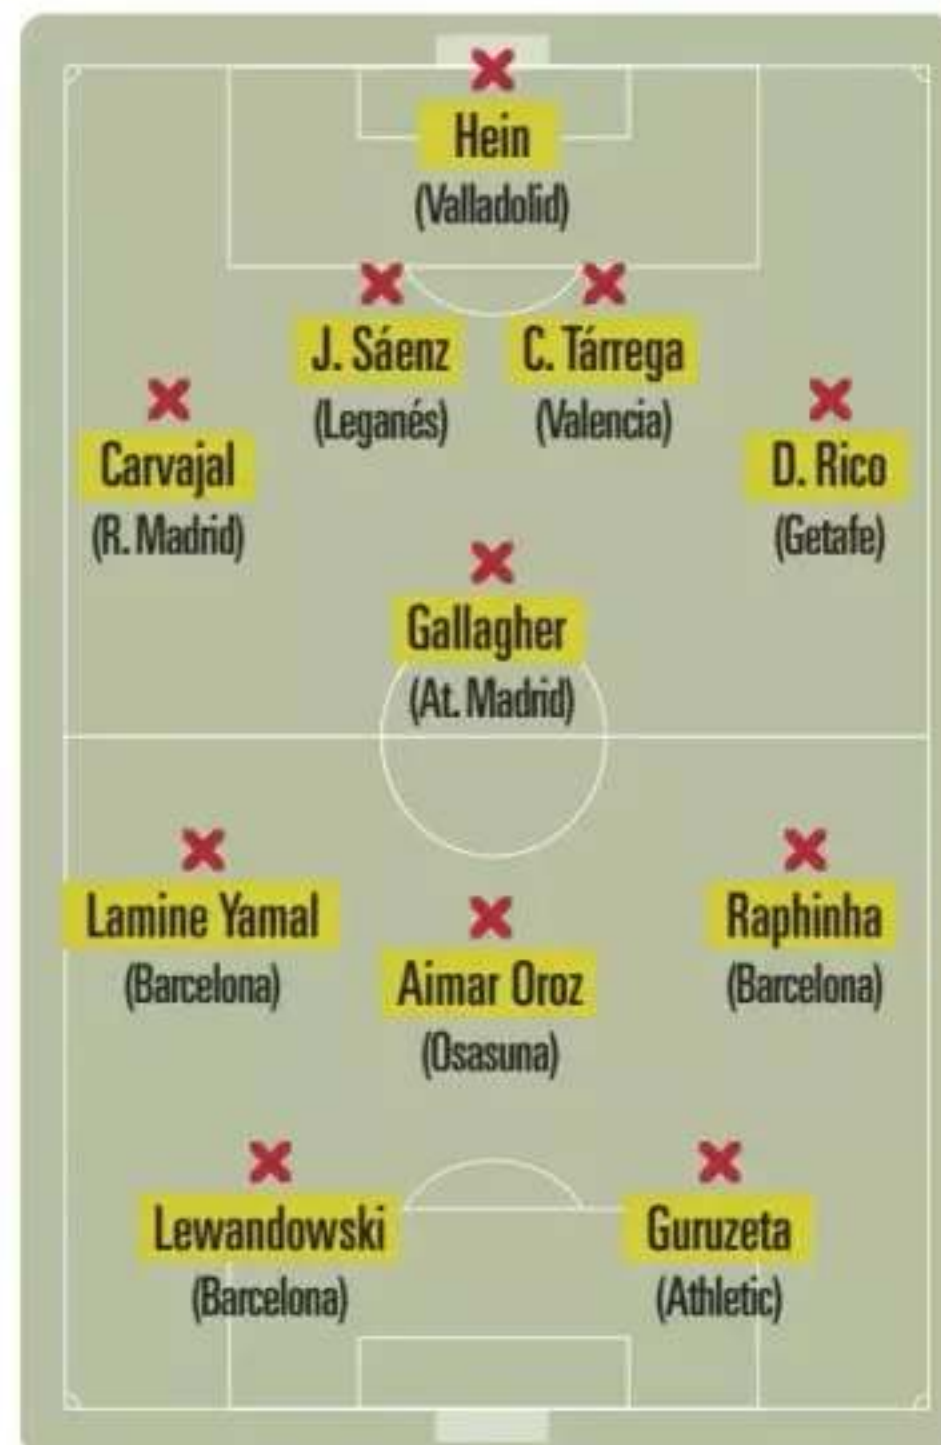 Hein
(Valladolid)
J. Sáenz
(Leganés)
C. Tárrega
(Valencia)
Carvajal
(R. Madrid)
D. Rico
(Getafe)
Gallagher
(At. Madrid)
Lamine Yamal
(Barcelona)
Raphinha
(Barcelona)
Aimar Oroz
(Osasuna)
Lewandowski
(Barcelona)
Guruzeta
(Athletic)